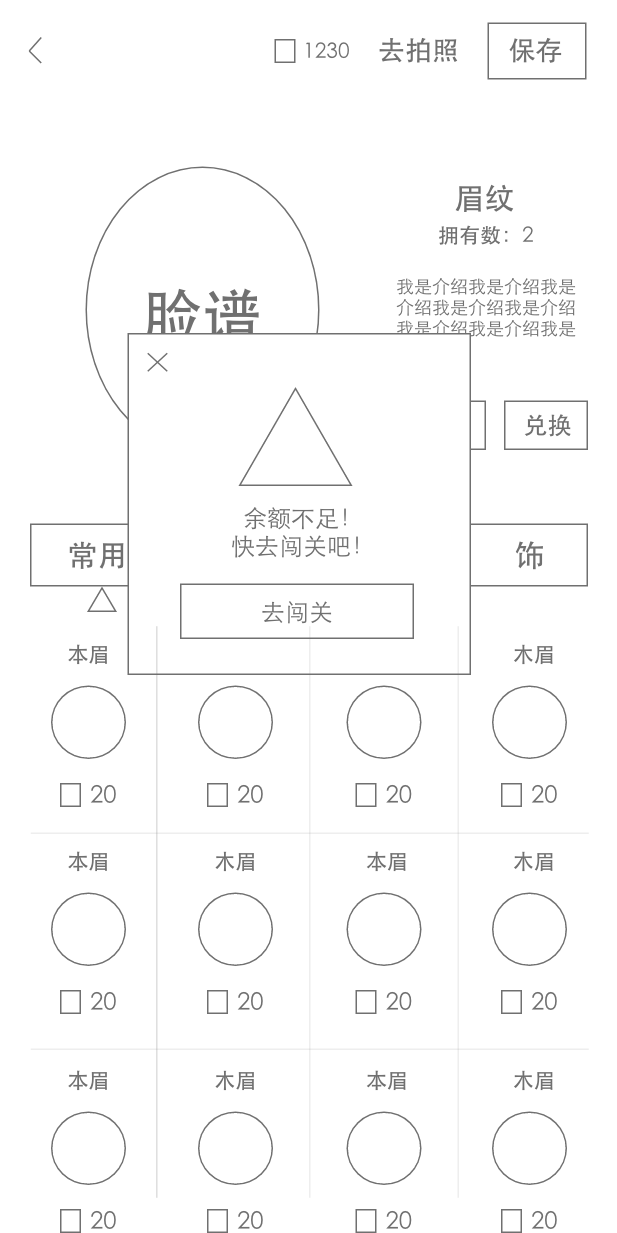 1230 去拍照 保存
眉纹
拥有数：2
我是介绍我是介绍我是
介绍我是介绍我是介绍
我是介绍我是介绍我是
脸谱
兑换
余额不足！
快去闯关吧！
去闯关
常用 饰
本眉 木眉
20 20 20 20
本眉 木眉 本眉 木眉
20 20 20 20
本眉 木眉 本眉 木眉
20 20 20 20